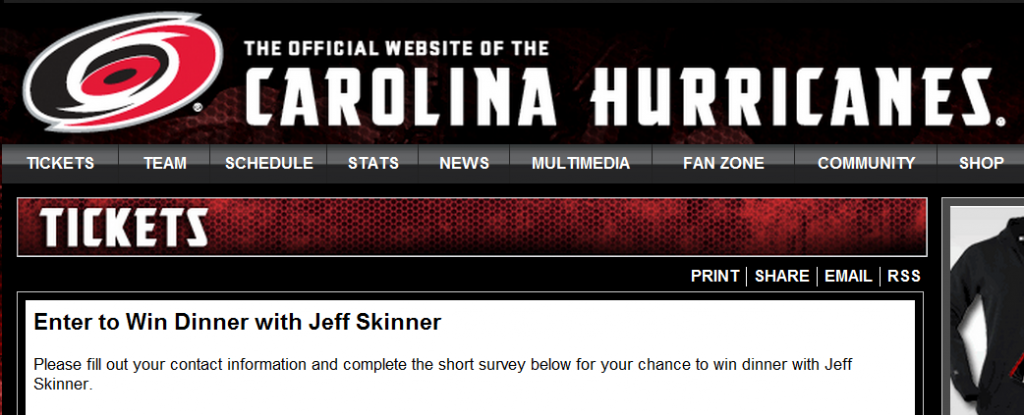 THE OFFICIAL WEBSITE OF THE
CAROLINA HURRICANES.
TICKETS TEAM SCHEDULE STATS NEWS MULTIMEDIA FAN ZONE COMMUNITY SHOP
TICKETS
PRINT | SHARE | EMAIL | RSS
Enter to Win Dinner with Jeff Skinner
Please fill out your contact information and complete the short survey below for your chance to win dinner with Jeff
Skinner.